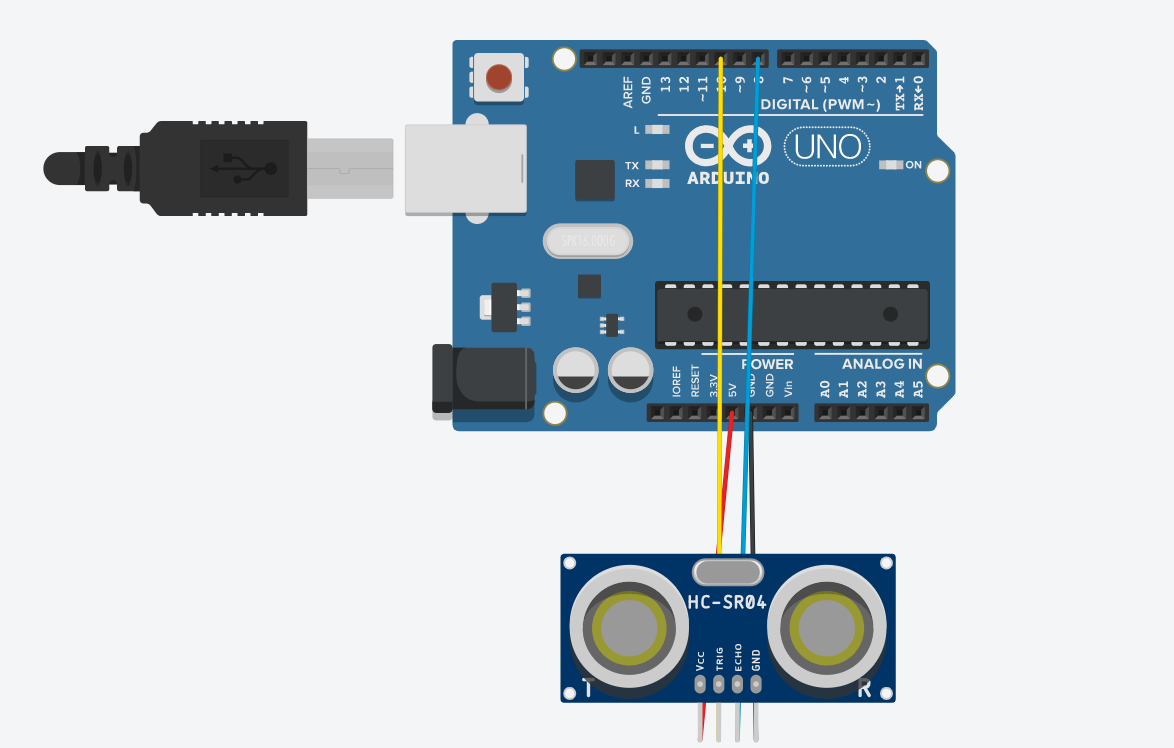 AREF
GND
13
12
~11
10
~9
8
7
~6
~5
4
~3
2
TX→1
RX←0
DIGITAL (PWM~)
L
TX
RX
ARDUINO
UNO
ON
SPK16.000G
POWER
ANALOG IN
IOREF
RESET
3.3V
5V
GND
GND
Vin
A0
A1
A2
A3
A4
A5
HC-SR04
VCC
TRIG
ECHO
GND
T
R